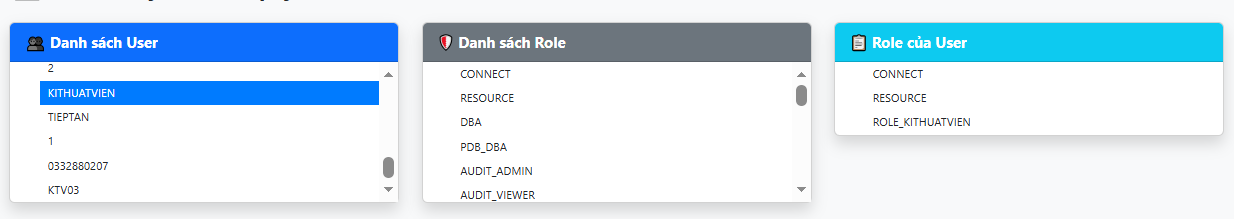 Danh sách User
2
KITHUATVIEN
TIEPTAN
1
0332880207
KTV03
Danh sách Role
CONNECT
RESOURCE
DBA
PDB_DBA
AUDIT_ADMIN
AUDIT_VIEWER
Role của User
CONNECT
RESOURCE
ROLE_KITHUATVIEN